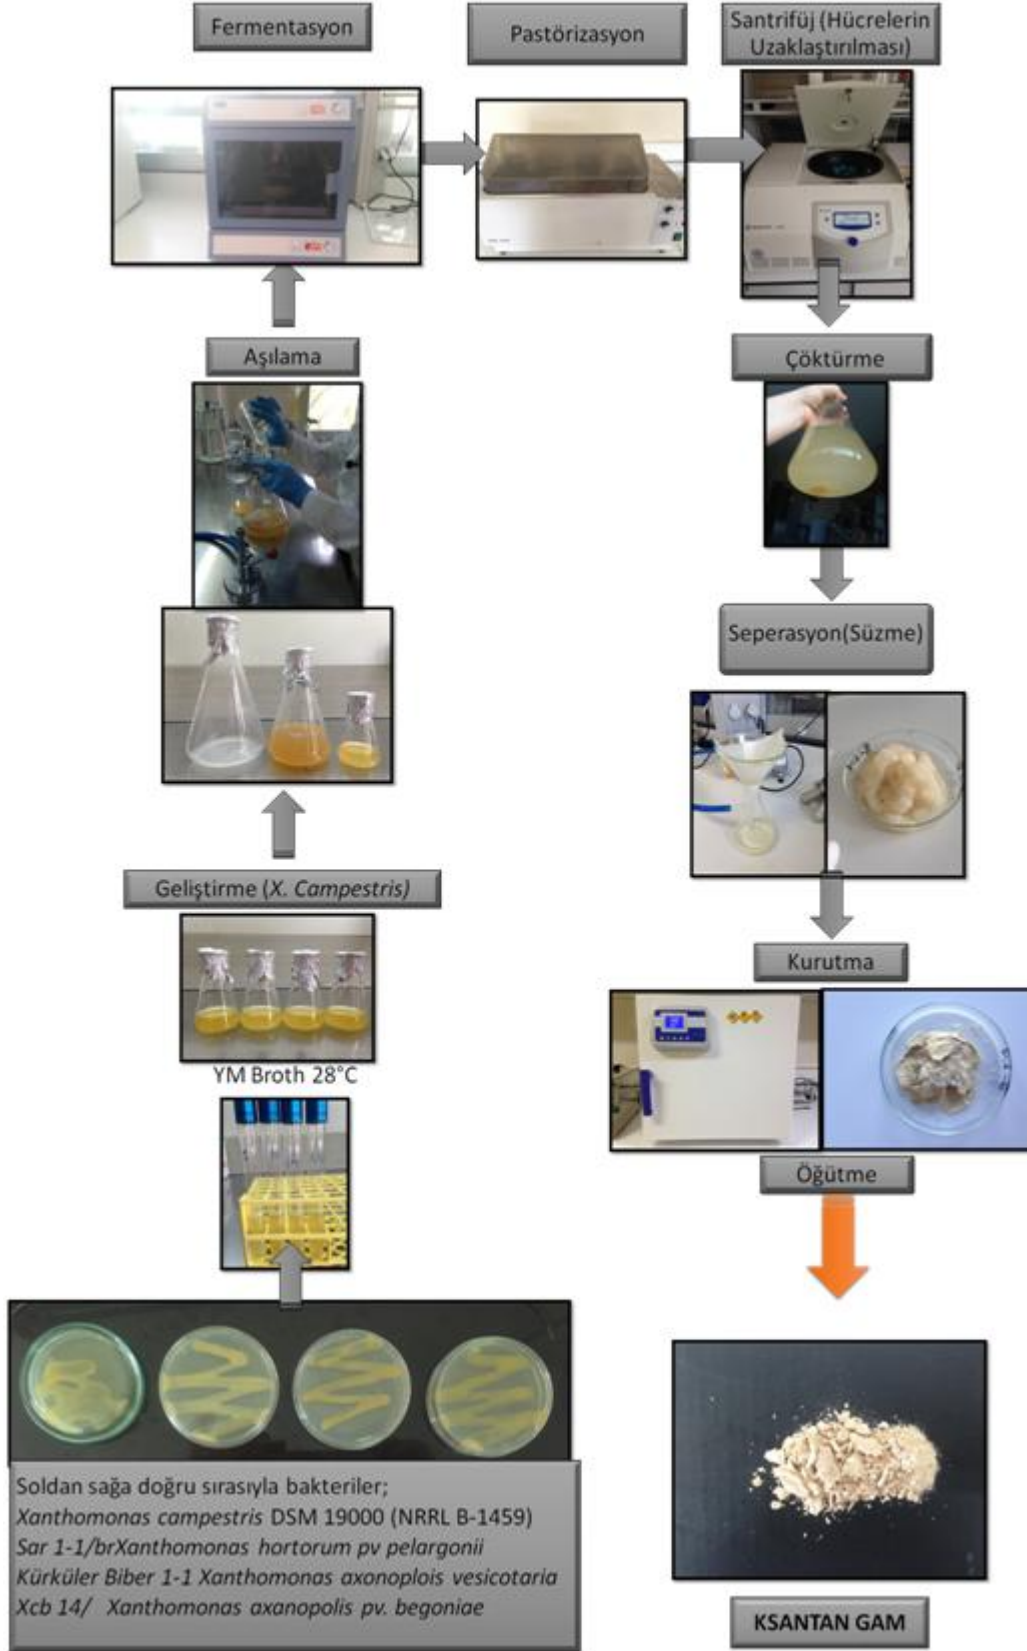 Fermentasyon
Pastörizasyon
Santrifüj (Hücrelerin
Uzaklaştırılması)
Aşılama
Çöktürme
Seperasyon(Süzme)
Geliştirme (X. Campestris)
Kurutma
YM Broth 28°C
Öğütme
Soldan sağa doğru sırasıyla bakteriler;
Xanthomonas campestris DSM 19000 (NRRL B-1459)
Sar 1-1/brXanthomonas hortorum pv pelargonii
Kürküler Biber 1-1 Xanthomonas axonoplois vesicotaria
Xcb 14/ Xanthomonas axanopolis pv. begoniae
KSANTAN GAM